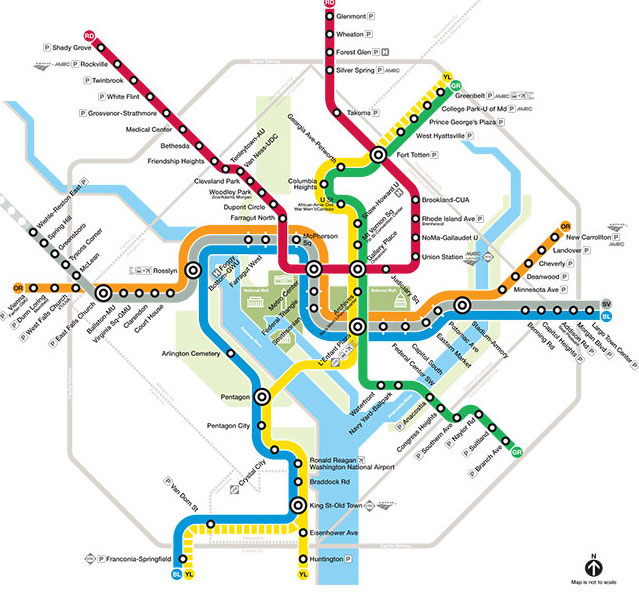 RD
Glenmont P
Wheaton P
Forest Glen P H
Silver Spring P MARC
RD
P Shady Grove
MARC P Rockville
P Twinbrook
P White Flint
P Grosvenor-Strathmore
Medical Center
Bethesda
Friendship Heights
Tenleytown-AU
Van Ness-UDC
Cleveland Park
Woodley Park
Zoo/Adams Morgan
Dupont Circle
Farragut North
YL
GR
Greenbelt P MARC
College Park-U of Md P MARC
Prince George's Plaza P
West Hyattsville P
Takoma P
Fort Totten P
Georgia Ave-Petworth
Columbia
Heights
U St
African-Amer Civil
War Mem'l/Cardozo
Shaw-Howard U
Mt Vernon Sq
Gallery Place
Brookland-CUA
Rhode Island Ave P
Brentwood
NoMa-Gallaudet U
Union Station
Judiciary Sq
McPherson
Sq
Wiehle-Reston East P
Spring Hill
Greensboro
Tysons Corner
McLean
OR
Vienna P
Dunn Loring P
West Falls Church P
P East Falls Church
Ballston-MU
Virginia Sq-GMU
Clarendon
Court House
Rosslyn
Foggy
Bottom-GWU
Farragut West
Metro Center
Federal Triangle
Smithsonian
Archives
L'Enfant Plaza
National Mall
National Mall
OR
New Carrollton P
MARC
Landover P
Cheverly P
Deanwood P
Minnesota Ave P
SV
BL
Largo Town Center P
Morgan Blvd P
Addison Rd P
Capitol Heights P
Benning Rd
Stadium-Armory
Potomac Ave
Eastern Market
Capitol South
Federal Center SW
Waterfront
Navy Yard-Ballpark
P Anacostia
Congress Heights
P Southern Ave
P Naylor Rd
P Suitland
P Branch Ave
GR
Arlington Cemetery
Pentagon
Pentagon City
Crystal City
Ronald Reagan
Washington National Airport
Braddock Rd
King St-Old Town
Eisenhower Ave
Huntington P
P Van Dorn St
P Franconia-Springfield
BL
YL
YL
N
Map is not to scale